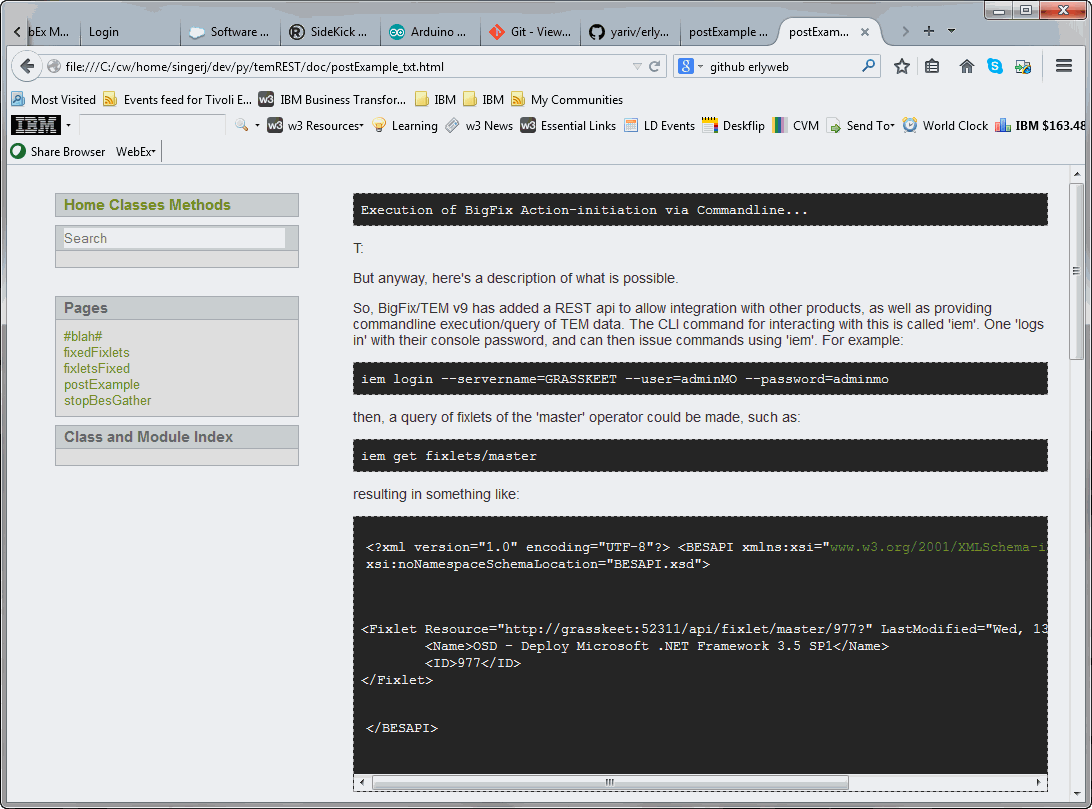 bEx M...
Login
Software ...
SideKick ...
Arduino ...
Git - View...
yariv/erly...
postExample ...
postExam...
file:///C:/cw/home/singerj/dev/py/temREST/doc/postExample_txt.html
github erlyweb
Most Visited
Events feed for Tivoli E...
w3 IBM Business Transfor...
IBM
IBM
My Communities
IBM
w3 w3 Resources
Learning
w3 News
w3 Essential Links
LD Events
Deskflip
CVM
Send To
World Clock
IBM $163.48
Share Browser
WebEx
Home Classes Methods
Search
Pages
#blah#
fixedFixlets
fixletsFixed
postExample
stopBesGather
Class and Module Index
Execution of BigFix Action-initiation via Commandline...
T:
But anyway, here's a description of what is possible.
So, BigFix/TEM v9 has added a REST api to allow integration with other products, as well as providing
commandline execution/query of TEM data. The CLI command for interacting with this is called 'iem'. One 'logs
in' with their console password, and can then issue commands using 'iem'. For example:
iem login --servername=GRASSKEET --user=adminMO --password=adminmo
then, a query of fixlets of the 'master' operator could be made, such as:
iem get fixlets/master
resulting in something like:
<?xml version="1.0" encoding="UTF-8"?> <BESAPI xmlns:xsi="www.w3.org/2001/XMLSchema-i
xsi:noNamespaceSchemaLocation="BESAPI.xsd">
<Fixlet Resource="http://grasskeet:52311/api/fixlet/master/977?" LastModified="Wed, 13
<Name>OSD - Deploy Microsoft .NET Framework 3.5 SP1</Name>
<ID>977</ID>
</Fixlet>
</BESAPI>